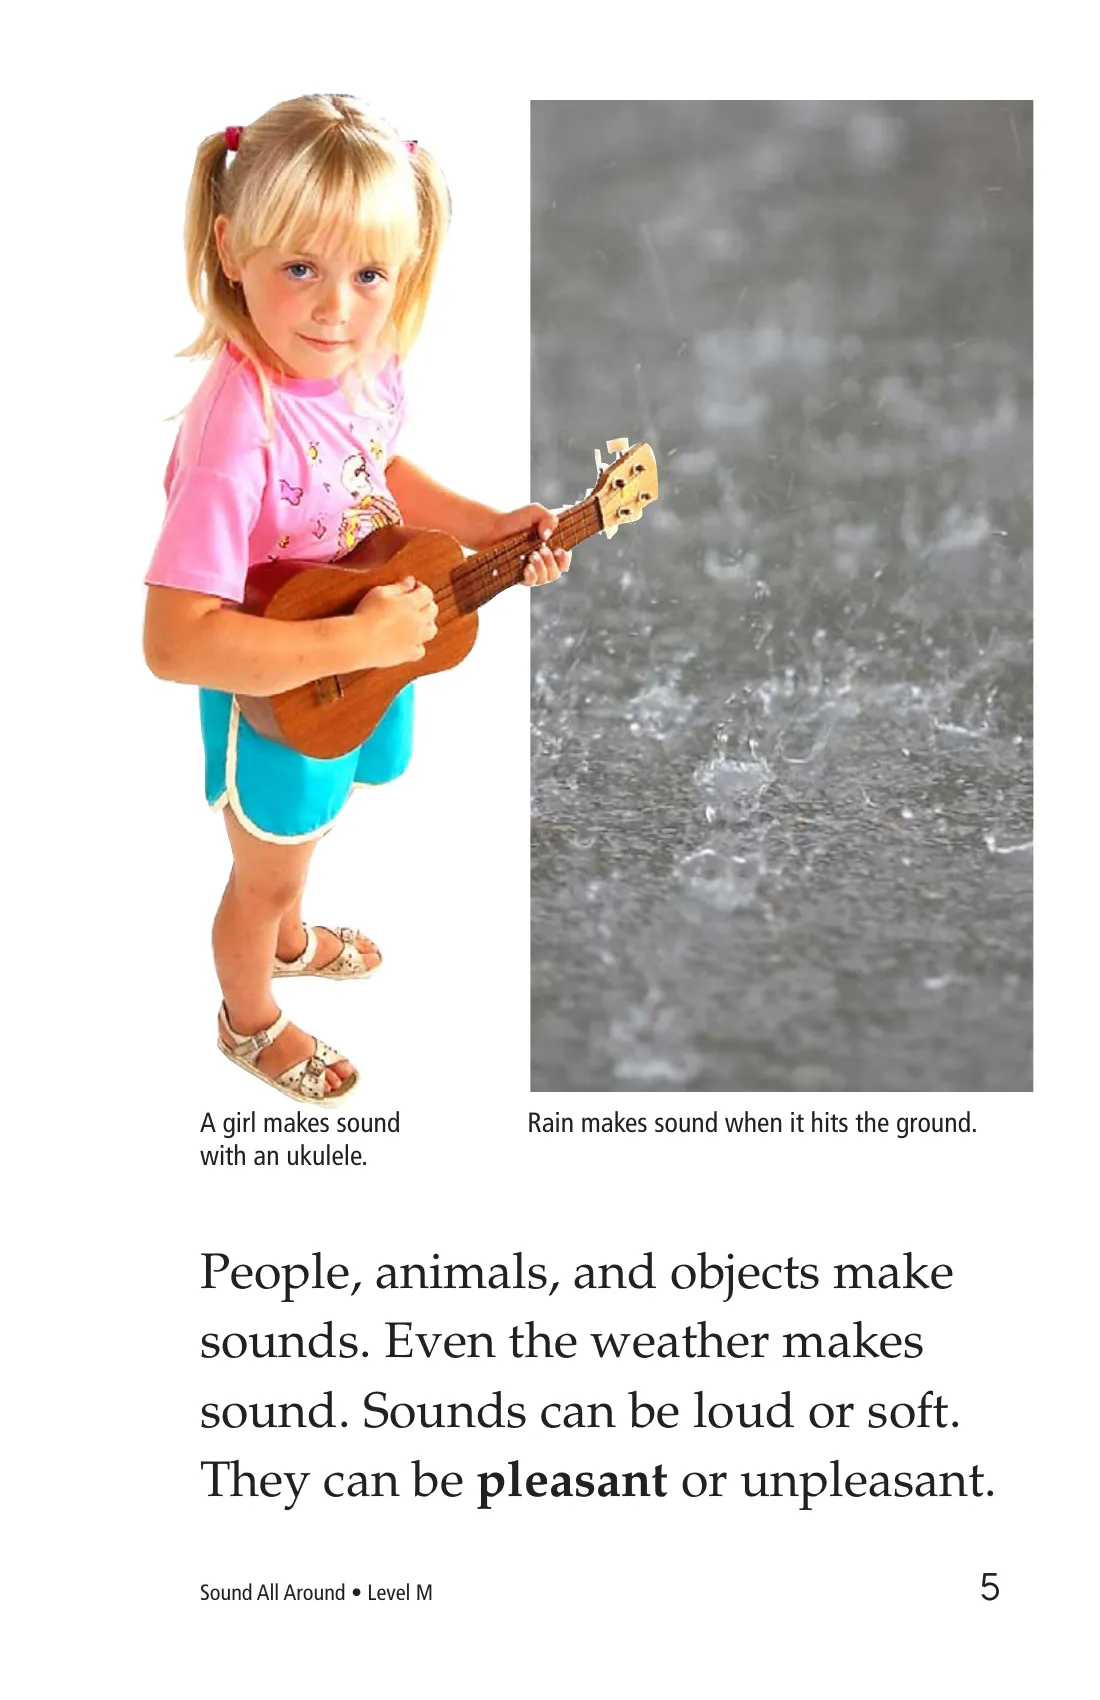 A girl makes sound
with an ukulele.
Rain makes sound when it hits the ground.
People, animals, and objects make
sounds. Even the weather makes
sound. Sounds can be loud or soft.
They can be pleasant or unpleasant.
Sound All Around • Level M
5